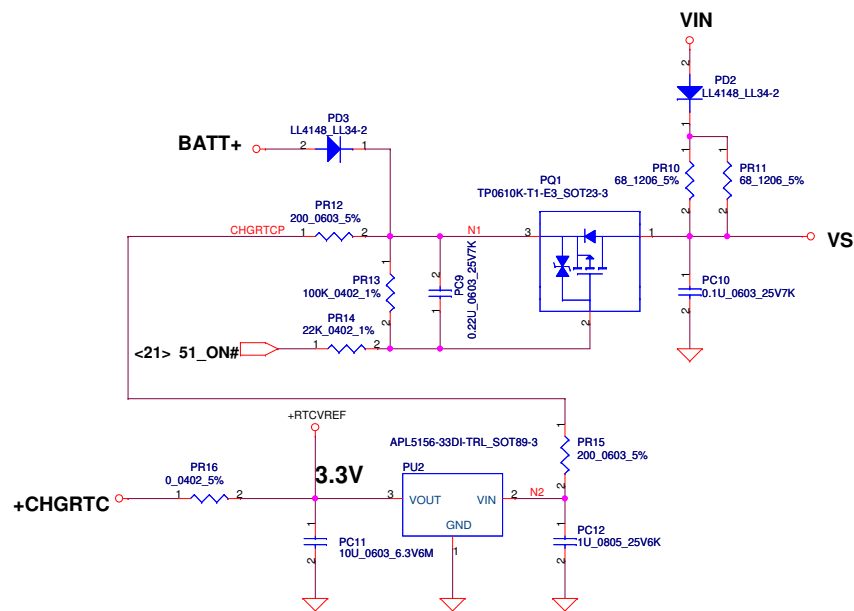 VIN
2
PD2
LL4148_LL34-2
1
PD3
LL4148_LL34-2
BATT+
2
1
1
1
PR10
68_1206_5%
PR11
68_1206_5%
2
2
PQ1
TP0610K-T1-E3_SOT23-3
PR12
200_0603_5%
CHGRTCP
1
2
N1
3
1
VS
2
1
PR13
100K_0402_1%
2
2
PC9
0.22U_0603_25V7K
1
1
PC10
0.1U_0603_25V7K
2
PR14
22K_0402_1%
<21> 51_ON#
1
2
+RTCVREF
APL5156-33DI-TRL_SOT89-3
1
PR15
200_0603_5%
2
PR16
0_0402_5%
3.3V
PU2
+CHGRTC
1
2
3
VOUT
VIN
2
N2
GND
1
1
PC11
10U_0603_6.3V6M
2
1
PC12
1U_0805_25V6K
2